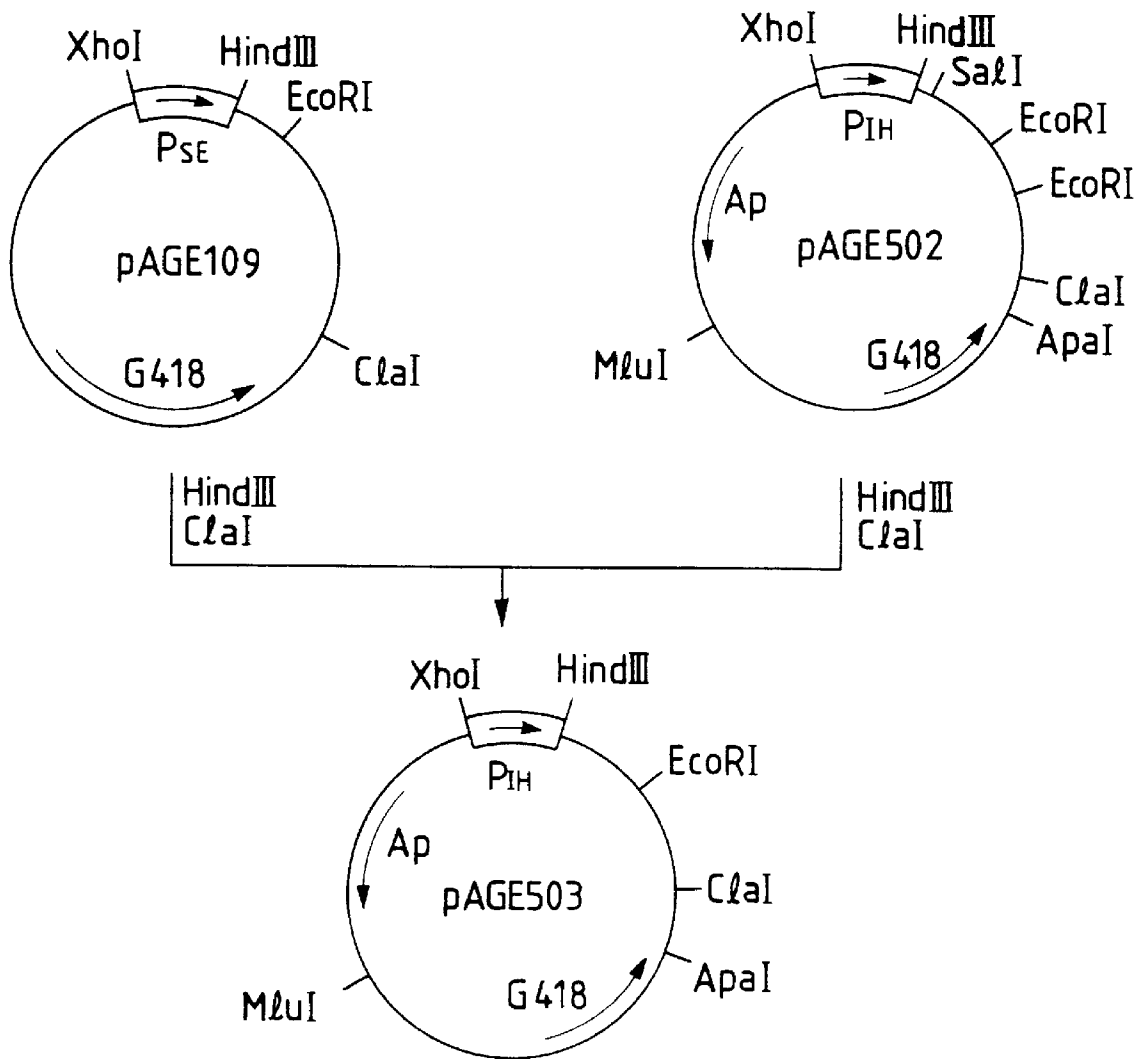 XhoI
HindⅢ
EcoRI
PSE
pAGE109
G418
ClaI
XhoI
HindⅢ
SalI
EcoRI
EcoRI
PIH
Ap
pAGE502
ClaI
ApaI
G418
MluI
HindⅢ
ClaI
HindⅢ
ClaI
XhoI
HindⅢ
EcoRI
PIH
Ap
pAGE503
ClaI
ApaI
G418
MluI